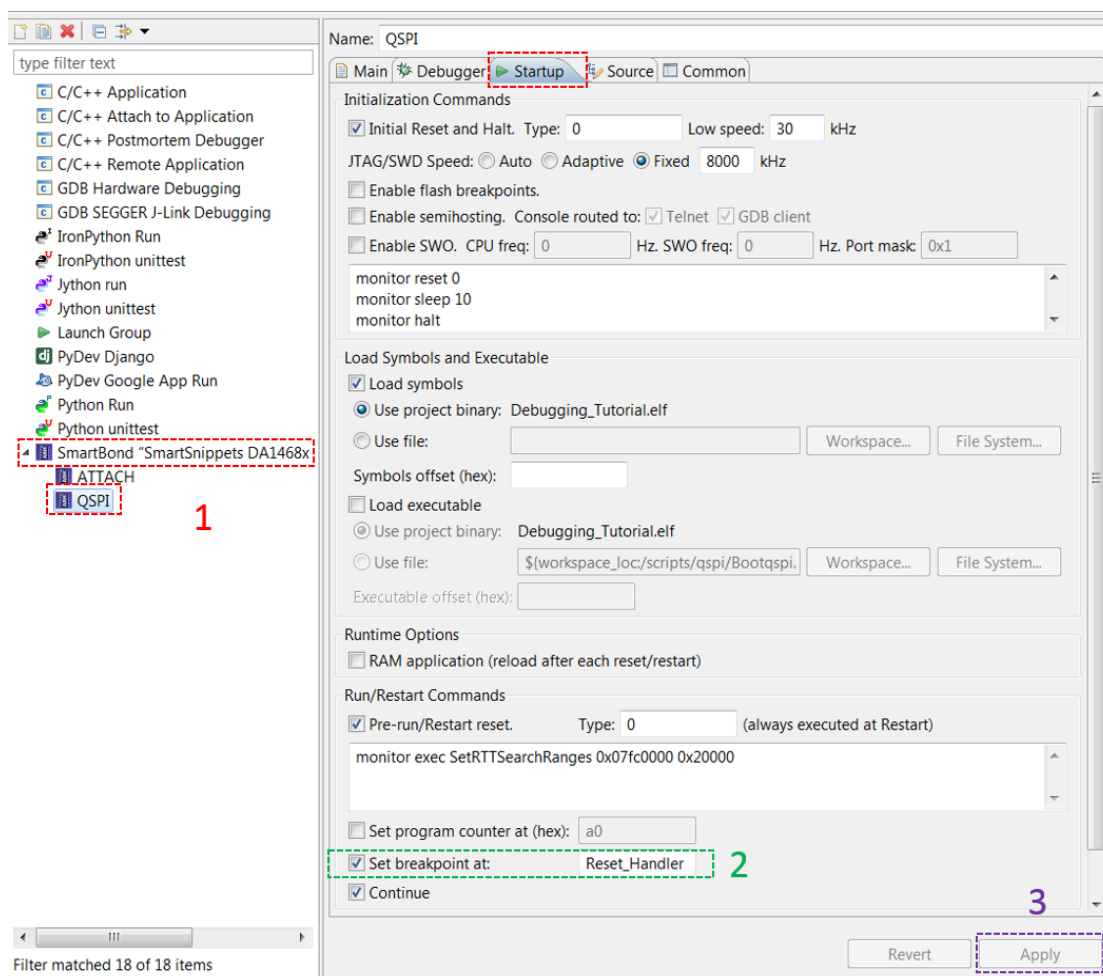 type filter text
C/C++ Application
C/C++ Attach to Application
C/C++ Postmortem Debugger
C/C++ Remote Application
GDB Hardware Debugging
GDB SEGGER J-Link Debugging
IronPython Run
IronPython unittest
Jython run
Jython unittest
Launch Group
PyDev Django
PyDev Google App Run
Python Run
Python unittest
SmartBond "SmartSnippets DA1468x
ATTACH
QSPI
1
Filter matched 18 of 18 items
Name: QSPI
Main Debugger Startup Source Common
Initialization Commands
Initial Reset and Halt. Type: 0 Low speed: 30 kHz
JTAG/SWD Speed: Auto Adaptive Fixed 8000 kHz
Enable flash breakpoints.
Enable semihosting. Console routed to: Telnet GDB client
Enable SWO. CPU freq: 0 Hz. SWO freq: 0 Hz. Port mask: 0x1
monitor reset 0
monitor sleep 10
monitor halt
Load Symbols and Executable
Load symbols
Use project binary: Debugging_Tutorial.elf
Use file: Workspace... File System...
Symbols offset (hex):
Load executable
Use project binary: Debugging_Tutorial.elf
Use file: ${workspace_loc:/scripts/qspi/Bootqspi. Workspace... File System...
Executable offset (hex):
Runtime Options
RAM application (reload after each reset/restart)
Run/Restart Commands
Pre-run/Restart reset. Type: 0 (always executed at Restart)
monitor exec SetRTTSearchRanges 0x07fc0000 0x20000
Set program counter at (hex): a0
Set breakpoint at: Reset_Handler 2
Continue
3
Revert Apply